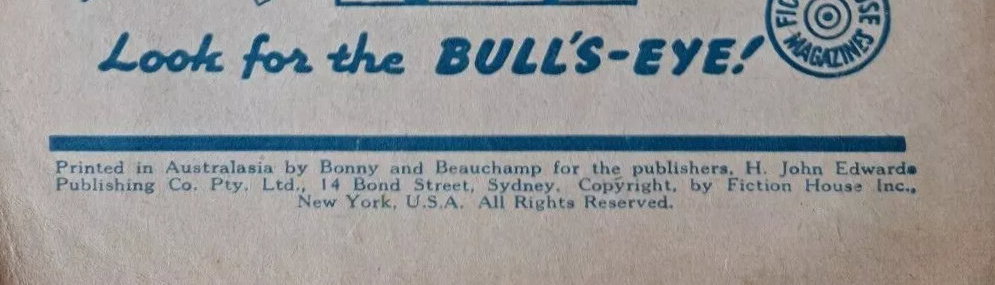 Look for the BULL'S-EYE!
MAGAZINES
Printed in Australasia by Bonny and Beauchamp for the publishers, H. John Edwards
Publishing Co. Pty. Ltd., 14 Bond Street, Sydney. Copyright, by Fiction House Inc.,
New York, U.S.A. All Rights Reserved.